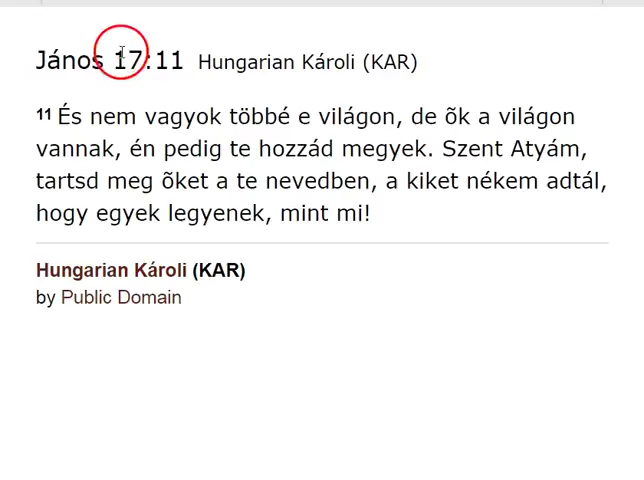 János 17:11 Hungarian Károli (KAR)
11 És nem vagyok többé e világon, de õk a világon
vannak, én pedig te hozzád megyek. Szent Atyám,
tartsd meg õket a te nevedben, a kiket nékem adtál,
hogy egyek legyenek, mint mi!
Hungarian Károli (KAR)
by Public Domain